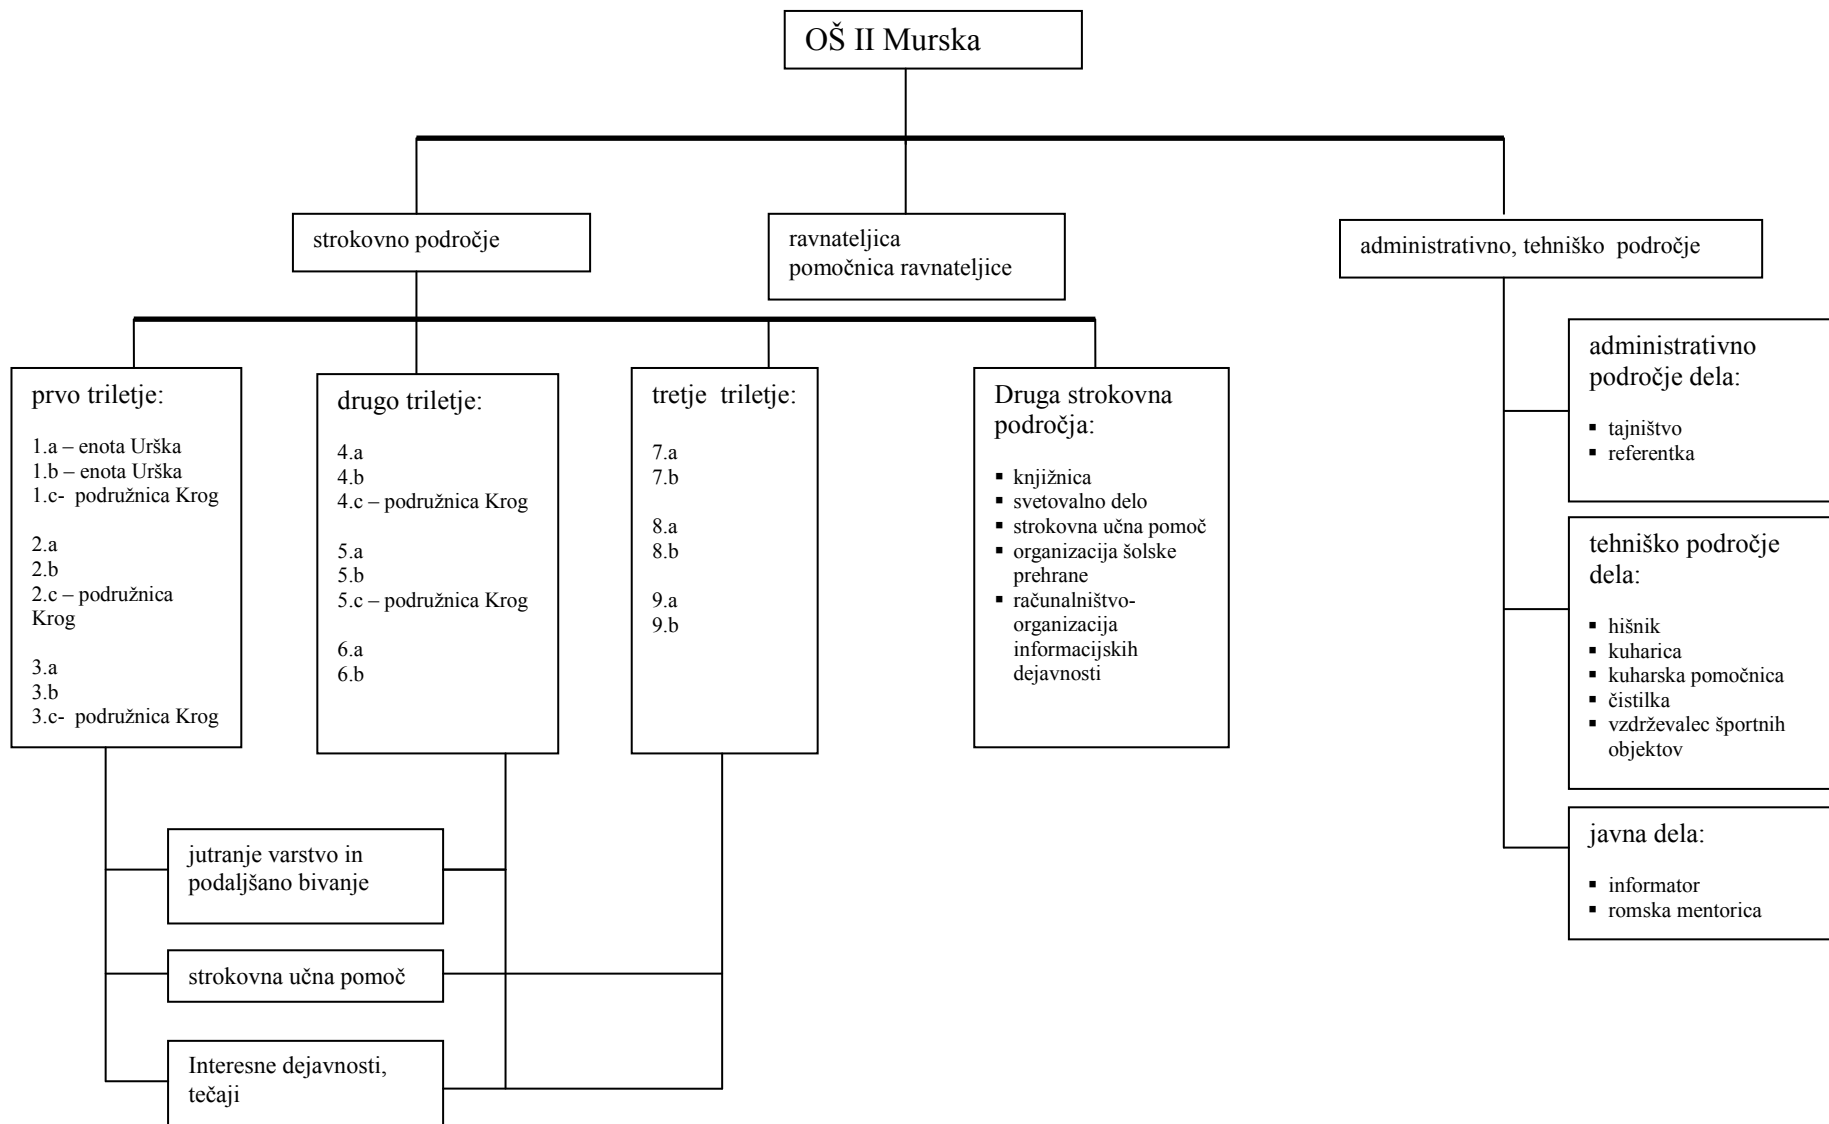 OŠ II Murska
strokovno področje
ravnateljica
pomočnica ravnateljice
administrativno, tehniško  področje
prvo triletje:
1.a – enota Urška
1.b – enota Urška
1.c-  podružnica Krog
2.a
2.b
2.c – podružnica
Krog
3.a
3.b
3.c-  podružnica Krog
drugo triletje:
4.a
4.b
4.c – podružnica Krog
5.a
5.b
5.c – podružnica Krog
6.a
6.b
tretje  triletje:
7.a
7.b
8.a
8.b
9.a
9.b
Druga strokovna
področja:
▪ knjižnica
▪ svetovalno delo
▪ strokovna učna pomoč
▪ organizacija šolske
prehrane
▪ računalništvo-
organizacija
informacijskih
dejavnosti
administrativno
področje dela:
▪ tajništvo
▪ referentka
tehniško področje
dela:
▪ hišnik
▪ kuharica
▪ kuharska pomočnica
▪ čistilka
▪ vzdrževalec športnih
objektov
javna dela:
▪ informator
▪ romska mentorica
jutranje varstvo in
podaljšano bivanje
strokovna učna pomoč
Interesne dejavnosti,
tečaji